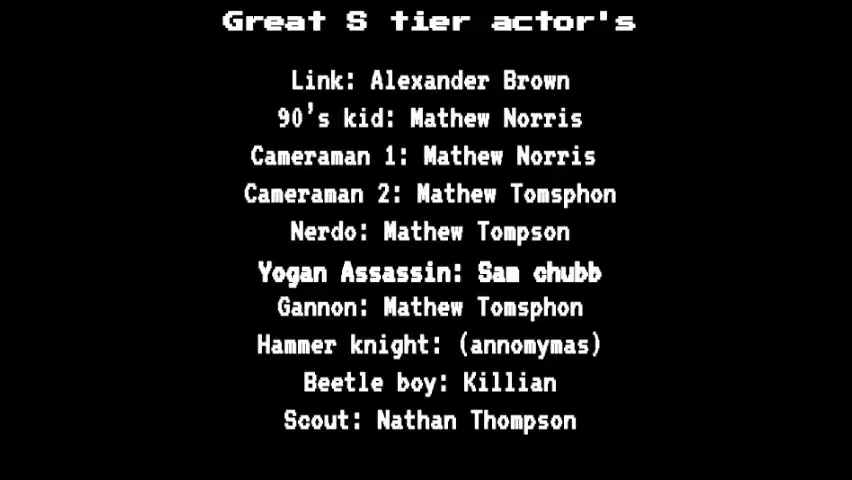 Great S tier actor's
Link: Alexander Brown
90's kid: Mathew Norris
Cameraman 1: Mathew Norris
Cameraman 2: Mathew Tomsphon
Nerdo: Mathew Tompson
Yogan Assassin: Sam chubb
Gannon: Mathew Tomsphon
Hammer knight: (annomymas)
Beetle boy: Killian
Scout: Nathan Thompson